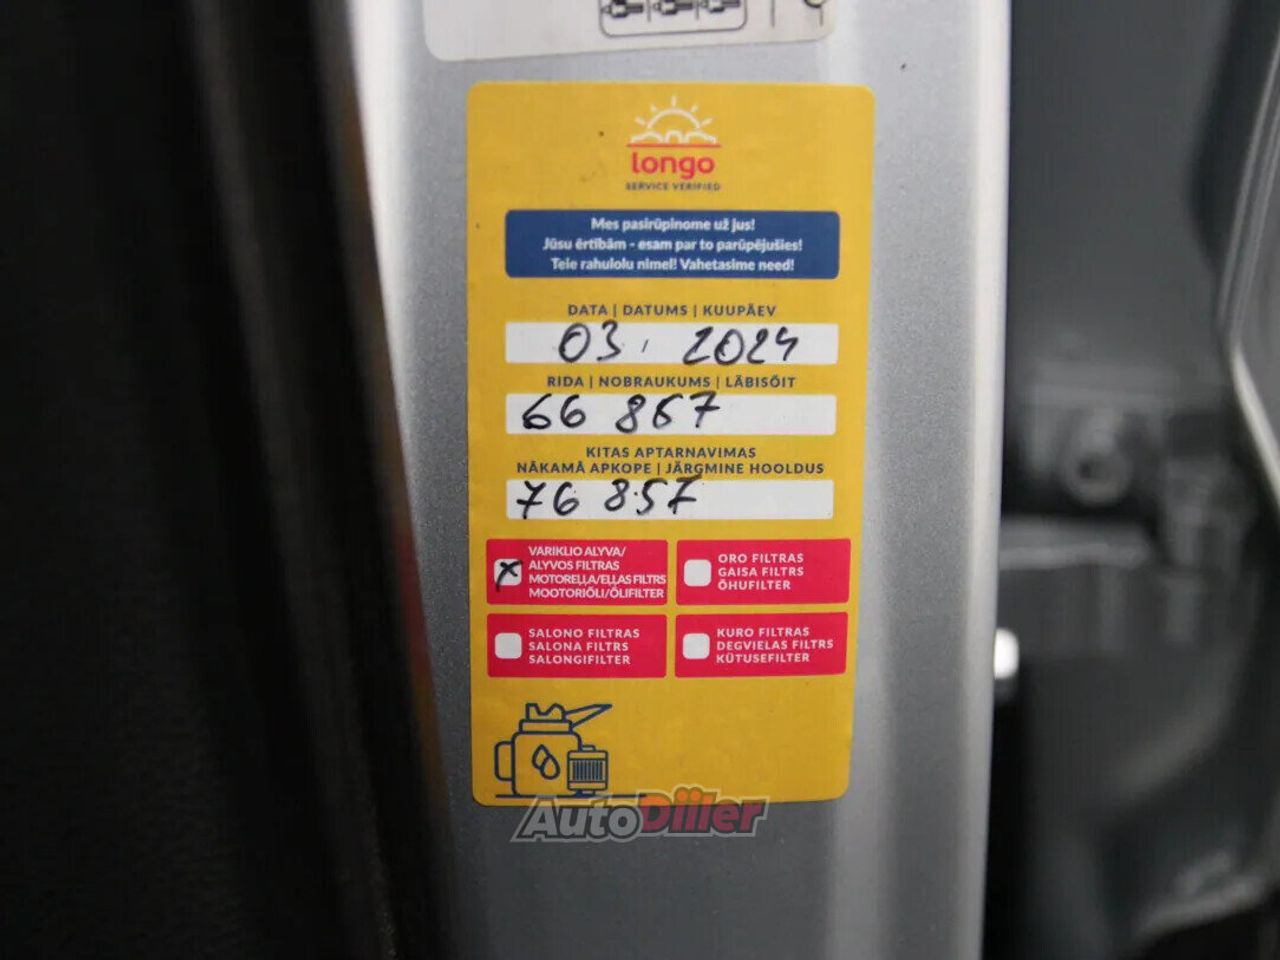 longo
SERVICE VERIFIED
Mes pasirūpinome už jus!
Jūsu ērtībām - esam par to parūpējušies!
Teie rahulolu nimel! Vahetasime need!
DATA | DATUMS | KUUPÄEV
03. 2024
RIDA | NOBRAUKUMS | LÄBISÕIT
66 867
KITAS APTARNAVIMAS
NĀKAMĀ APKOPE | JÄRGMINE HOOLDUS
76 857
x
VARIKLIO ALYVA/
ALYVOS FILTRAS
MOTOREĻĻA/EĻĻAS FILTRS
MOOTORIÕLI/ÕLIFILTER
ORO FILTRAS
GAISA FILTRS
ÕHUFILTER
SALONO FILTRAS
SALONA FILTRS
SALONGIFILTER
KURO FILTRAS
DEGVIELAS FILTRS
KÜTUSEFILTER
AutoDiler